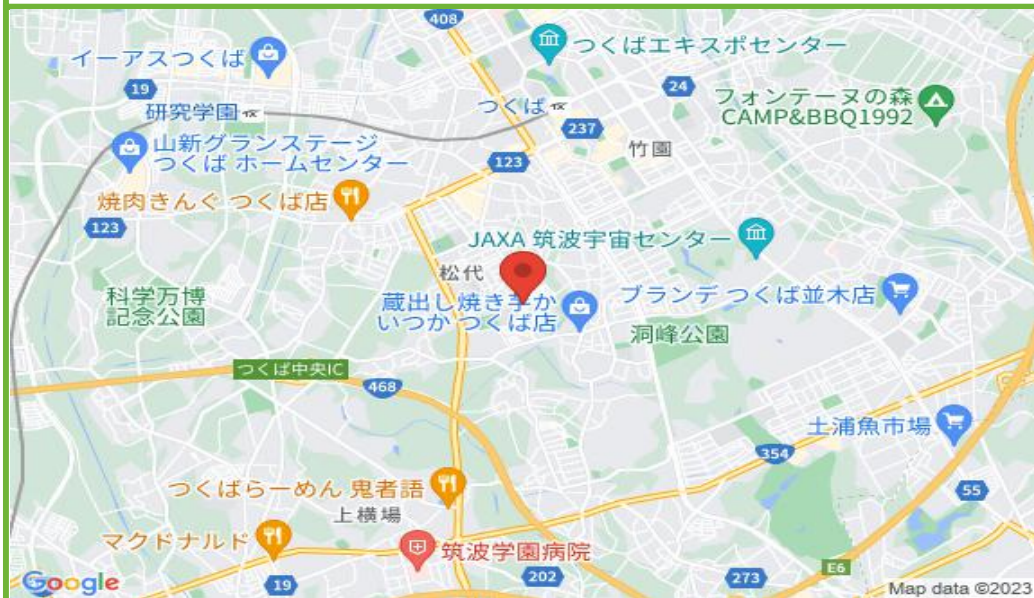 408
イーアスつくば
つくばエキスポセンター
19
24
研究学園
つくば
フォンテーヌの森
CAMP&BBQ1992
237
山新グランステージ
つくば ホームセンター
123
竹園
焼肉きんぐ つくば店
123
JAXA 筑波宇宙センター
松代
科学万博
記念公園
蔵出し焼き芋か
いつか つくば店
ブランデ つくば並木店
洞峰公園
つくば中央IC
468
土浦魚市場
354
つくばらーめん 鬼者語
55
上横場
マクドナルド
筑波学園病院
Google
19
202
273
E6
Map data ©2023